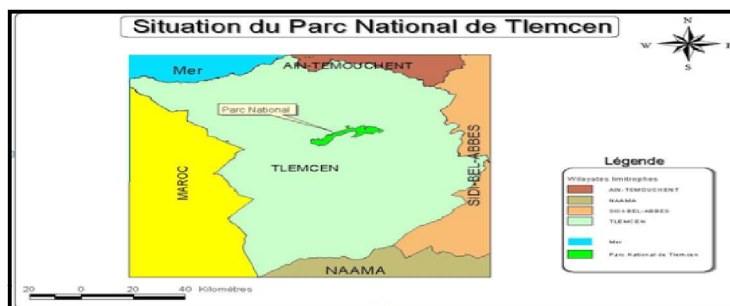 Situation du Parc National de Tlemcen
N
W
E
S
Mer
AIN-TEMOUCHENT
Parc National
TLEMCEN
MAROC
SIDI-BEL-ABBES
NAAMA
Légende
Wilayates limitrophes
AIN-TEMOUCHENT
NAAMA
SIDI-BEL-ABBES
TLEMCEN
Mer
Parc National de Tlemcen
20 0 20 40 Kilométres